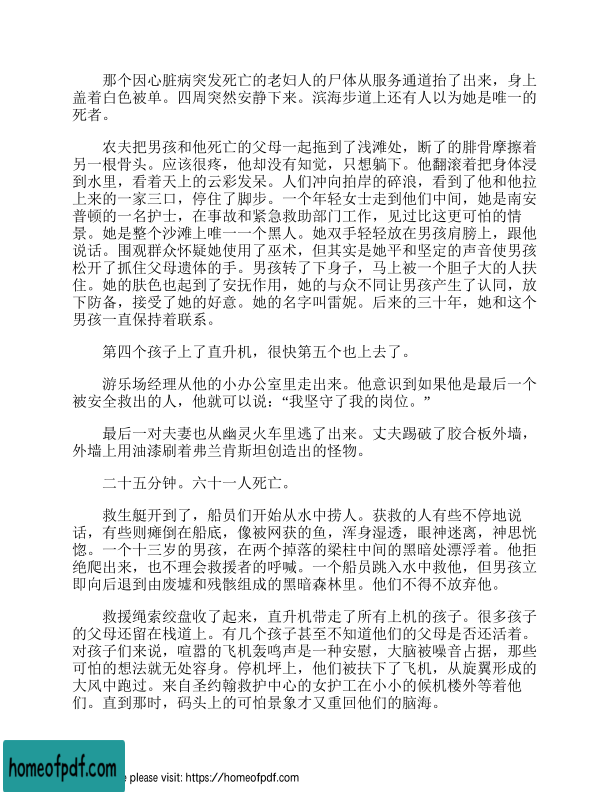 那个因心脏病突发死亡的老妇人的尸体从服务通道抬了出来，身上
盖着白色被单。四周突然安静下来。滨海步道上还有人以为她是唯一的
死者。
农夫把男孩和他死亡的父母一起拖到了浅滩处，断了的腓骨摩擦着
另一根骨头。应该很疼，他却没有知觉，只想躺下。他翻滚着把身体浸
到水里，看着天上的云彩发呆。人们冲向拍岸的碎浪，看到了他和他拉
上来的一家三口，停住了脚步。一个年轻女士走到他们中间，她是南安
普顿的一名护士，在事故和紧急救助部门工作，见过比这更可怕的情
景。她是整个沙滩上唯一一个黑人。她双手轻轻放在男孩肩膀上，跟他
说话。围观群众怀疑她使用了巫术，但其实是她平和坚定的声音使男孩
松开了抓住父母遗体的手。男孩转了下身子，马上被一个胆子大的人扶
住。她的肤色也起到了安抚作用，她的与众不同让男孩产生了认同，放
下防备，接受了她的好意。她的名字叫雷妮。后来的三十年，她和这个
男孩一直保持着联系。
第四个孩子上了直升机，很快第五个也上去了。
游乐场经理从他的小办公室里走出来。他意识到如果他是最后一个
被安全救出的人，他就可以说：“我坚守了我的岗位。”
最后一对夫妻也从幽灵火车里逃了出来。丈夫踢破了胶合板外墙，
外墙上用油漆刷着弗兰肯斯坦创造出的怪物。
二十五分钟。六十一人死亡。
救生艇开到了，船员们开始从水中捞人。获救的人有些不停地说
话，有些则瘫倒在船底，像被网获的鱼，浑身湿透，眼神迷离，神思恍
惚。一个十三岁的男孩，在两个掉落的梁柱中间的黑暗处漂浮着。他拒
绝爬出来，也不理会救援者的呼喊。一个船员跳入水中救他，但男孩立
即向后退到由废墟和残骸组成的黑暗森林里。他们不得不放弃他。
救援绳索绞盘收了起来，直升机带走了所有上机的孩子。很多孩子
的父母还留在栈道上。有几个孩子甚至不知道他们的父母是否还活着。
对孩子们来说，喧嚣的飞机轰鸣声是一种安慰，大脑被噪音占据，那些
可怕的想法就无处容身。停机坪上，他们被扶下了飞机，从旋翼形成的
大风中跑过。来自圣约翰救护中心的女护工在小小的候机楼外等着他
们。直到那时，码头上的可怕景象才又重回他们的脑海。
homeofpdf.com
e please visit: https://homeofpdf.com